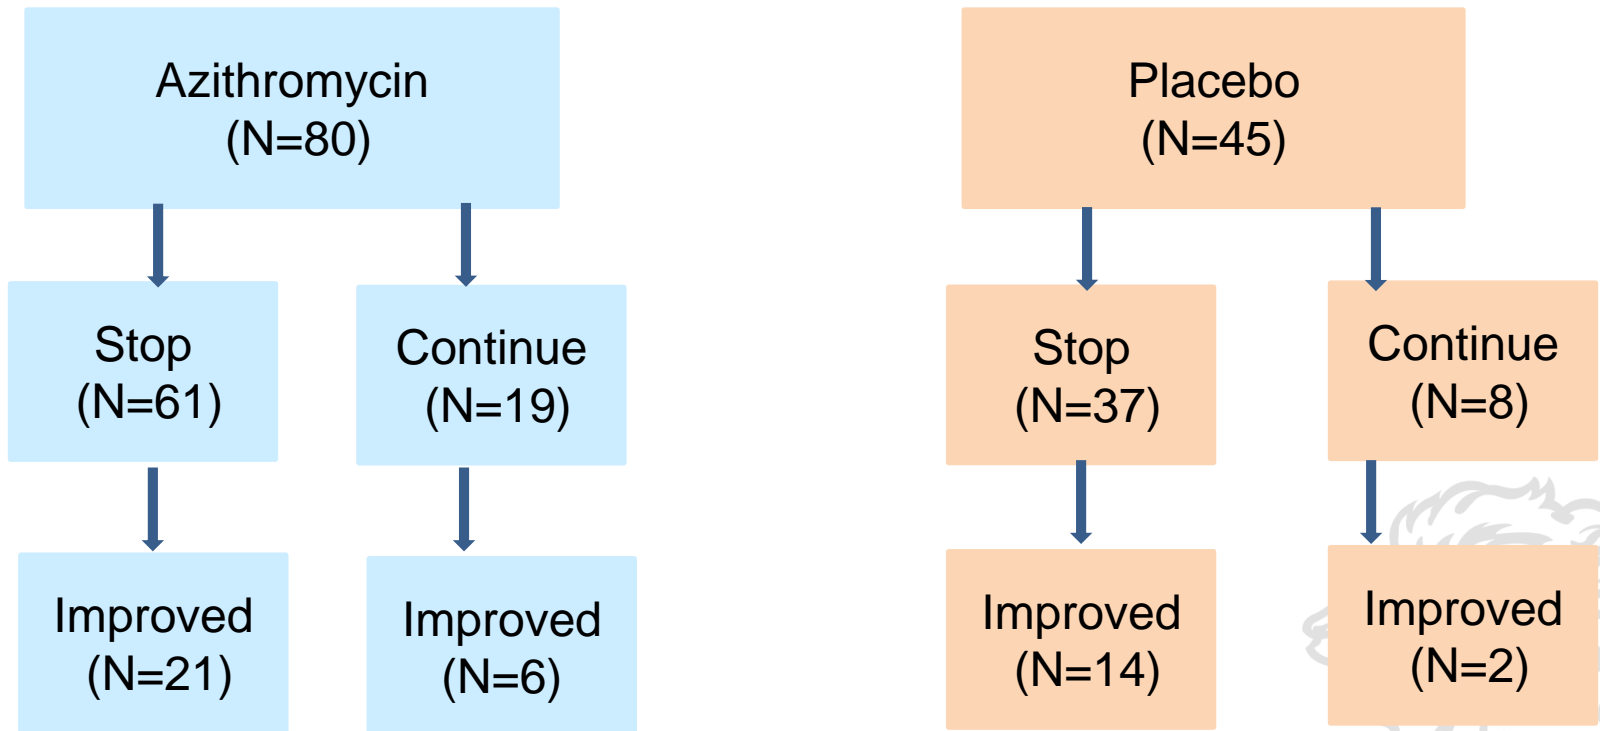 Azithromycin
(N=80)
Placebo
(N=45)
Stop
(N=61)
Continue
(N=19)
Stop
(N=37)
Continue
(N=8)
Improved
(N=21)
Improved
(N=6)
Improved
(N=14)
Improved
(N=2)